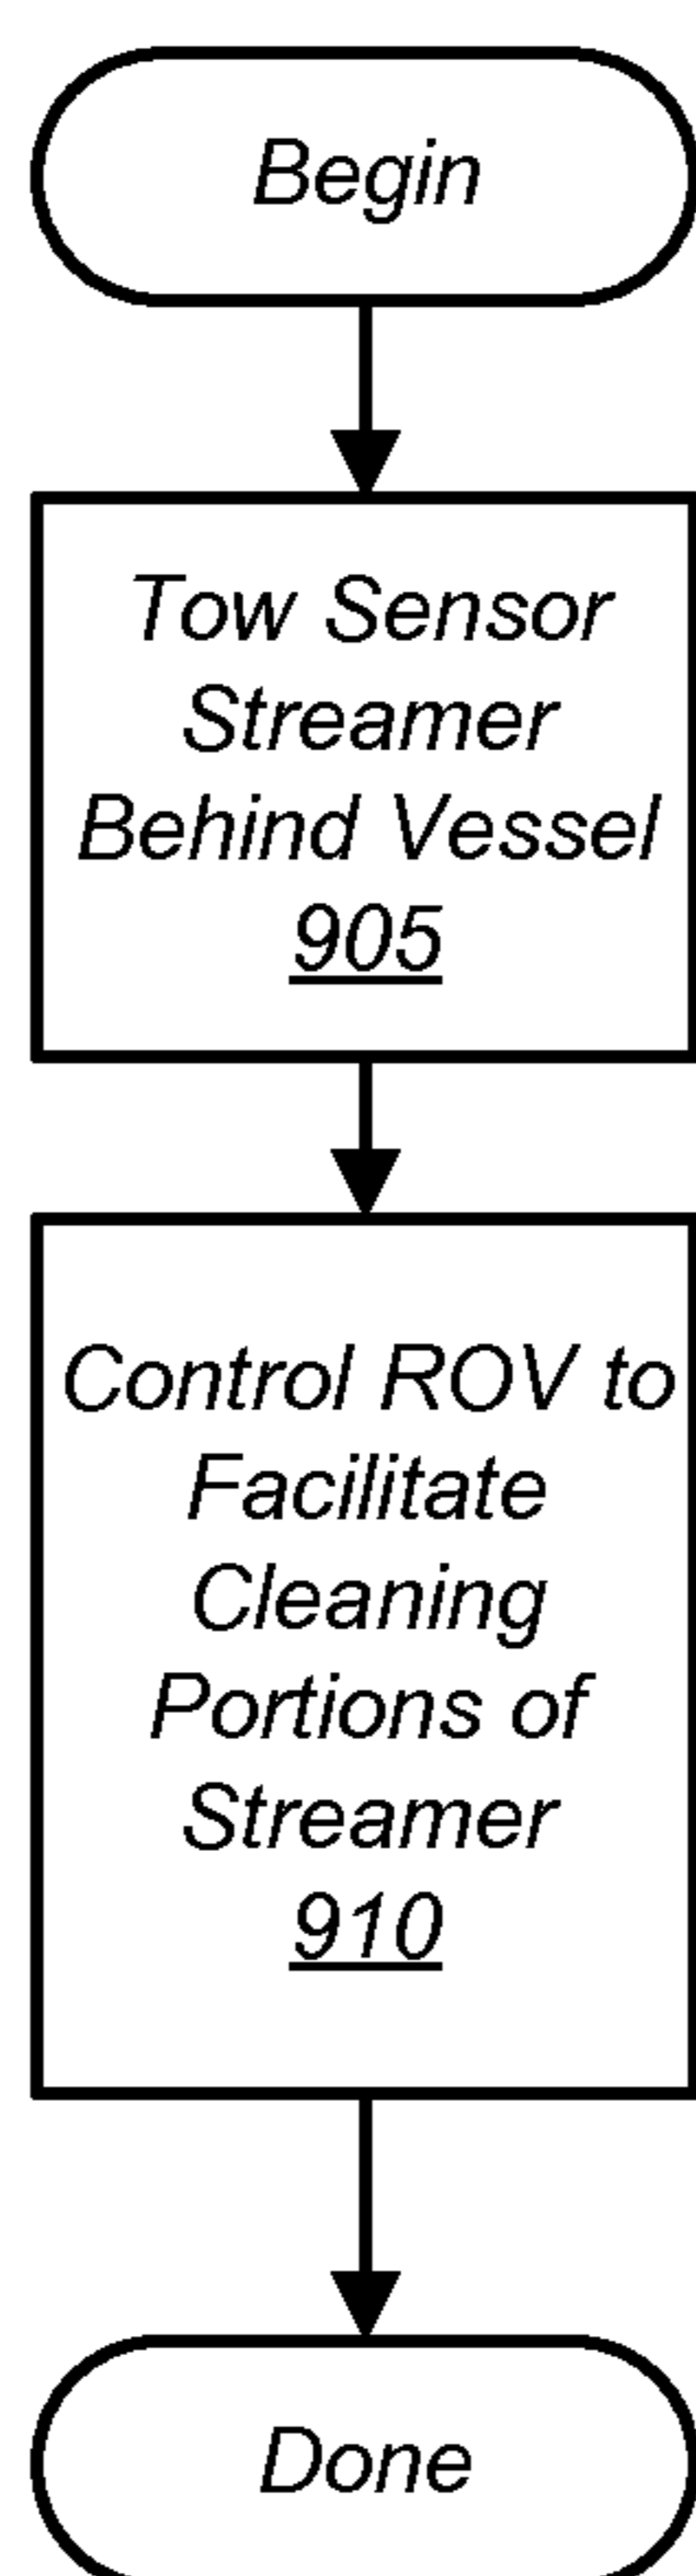 Begin
Tow Sensor
Streamer
Behind Vessel
905
Control ROV to
Facilitate
Cleaning
Portions of
Streamer
910
Done